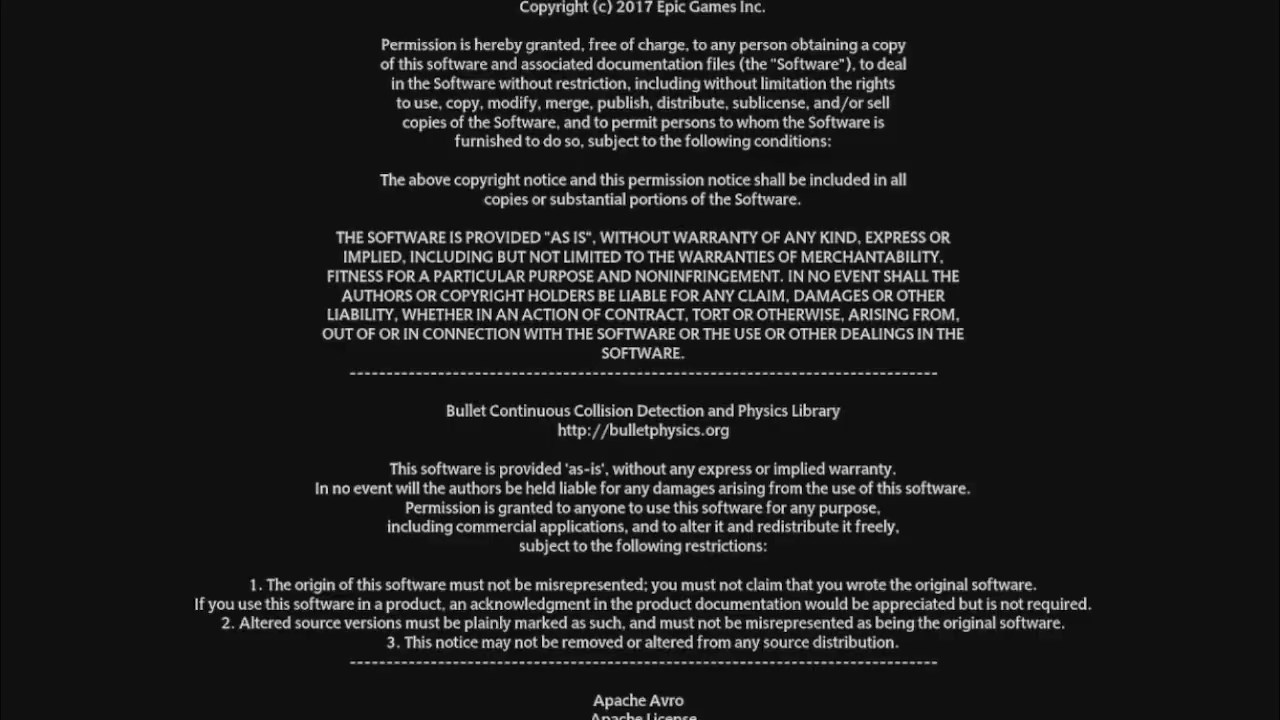 Copyright (c) 2017 Epic Games Inc.
Permission is hereby granted, free of charge, to any person obtaining a copy
of this software and associated documentation files (the "Software"), to deal
in the Software without restriction, including without limitation the rights
to use, copy, modify, merge, publish, distribute, sublicense, and/or sell
copies of the Software, and to permit persons to whom the Software is
furnished to do so, subject to the following conditions:
The above copyright notice and this permission notice shall be included in all
copies or substantial portions of the Software.
THE SOFTWARE IS PROVIDED "AS IS", WITHOUT WARRANTY OF ANY KIND, EXPRESS OR
IMPLIED, INCLUDING BUT NOT LIMITED TO THE WARRANTIES OF MERCHANTABILITY,
FITNESS FOR A PARTICULAR PURPOSE AND NONINFRINGEMENT. IN NO EVENT SHALL THE
AUTHORS OR COPYRIGHT HOLDERS BE LIABLE FOR ANY CLAIM, DAMAGES OR OTHER
LIABILITY, WHETHER IN AN ACTION OF CONTRACT, TORT OR OTHERWISE, ARISING FROM,
OUT OF OR IN CONNECTION WITH THE SOFTWARE OR THE USE OR OTHER DEALINGS IN THE
SOFTWARE.
--------------------------------------------------------------------------------
Bullet Continuous Collision Detection and Physics Library
http://bulletphysics.org
This software is provided 'as-is', without any express or implied warranty.
In no event will the authors be held liable for any damages arising from the use of this software.
Permission is granted to anyone to use this software for any purpose,
including commercial applications, and to alter it and redistribute it freely,
subject to the following restrictions:
1. The origin of this software must not be misrepresented; you must not claim that you wrote the original software.
If you use this software in a product, an acknowledgment in the product documentation would be appreciated but is not required.
2. Altered source versions must be plainly marked as such, and must not be misrepresented as being the original software.
3. This notice may not be removed or altered from any source distribution.
--------------------------------------------------------------------------------
Apache Avro
Apache License